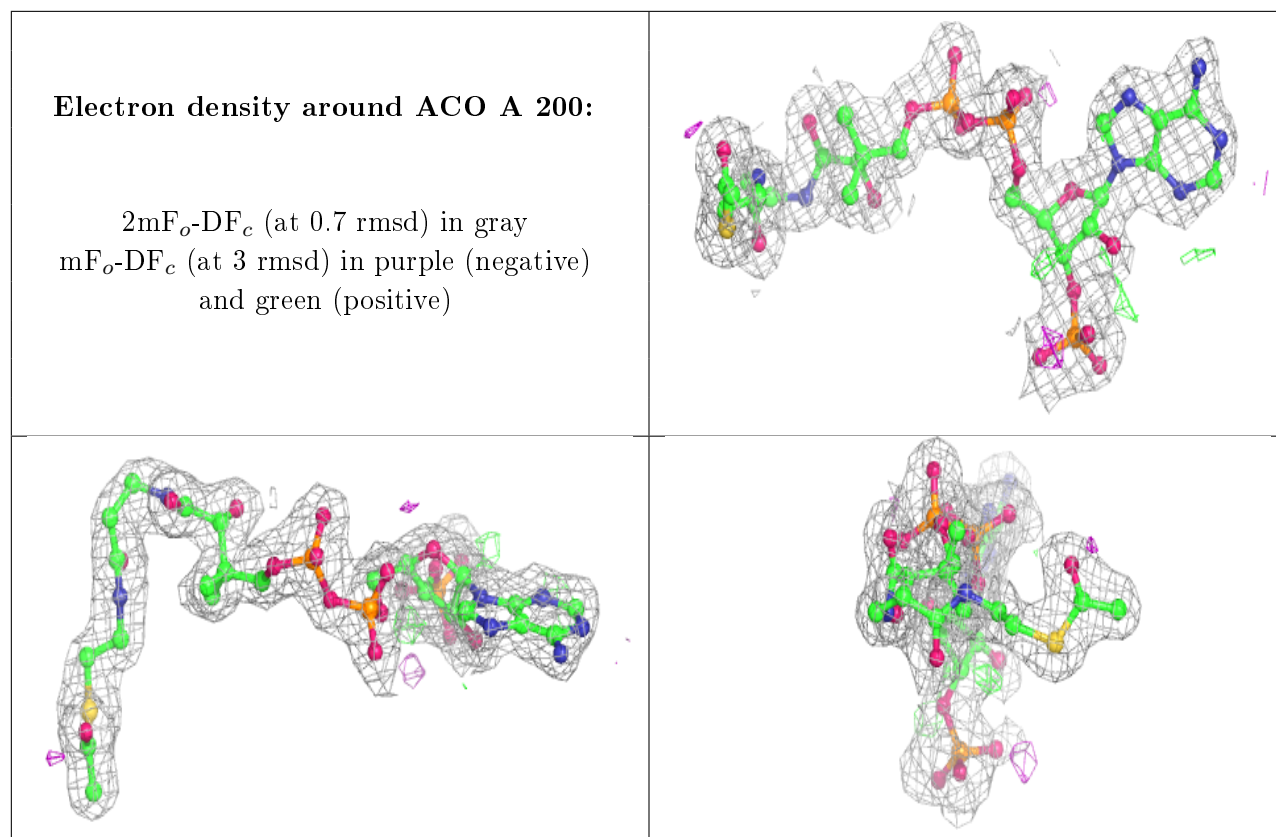 Electron density around ACO A 200:
2mFo-DFc (at 0.7 rmsd) in gray
mFo-DFc (at 3 rmsd) in purple (negative)
and green (positive)